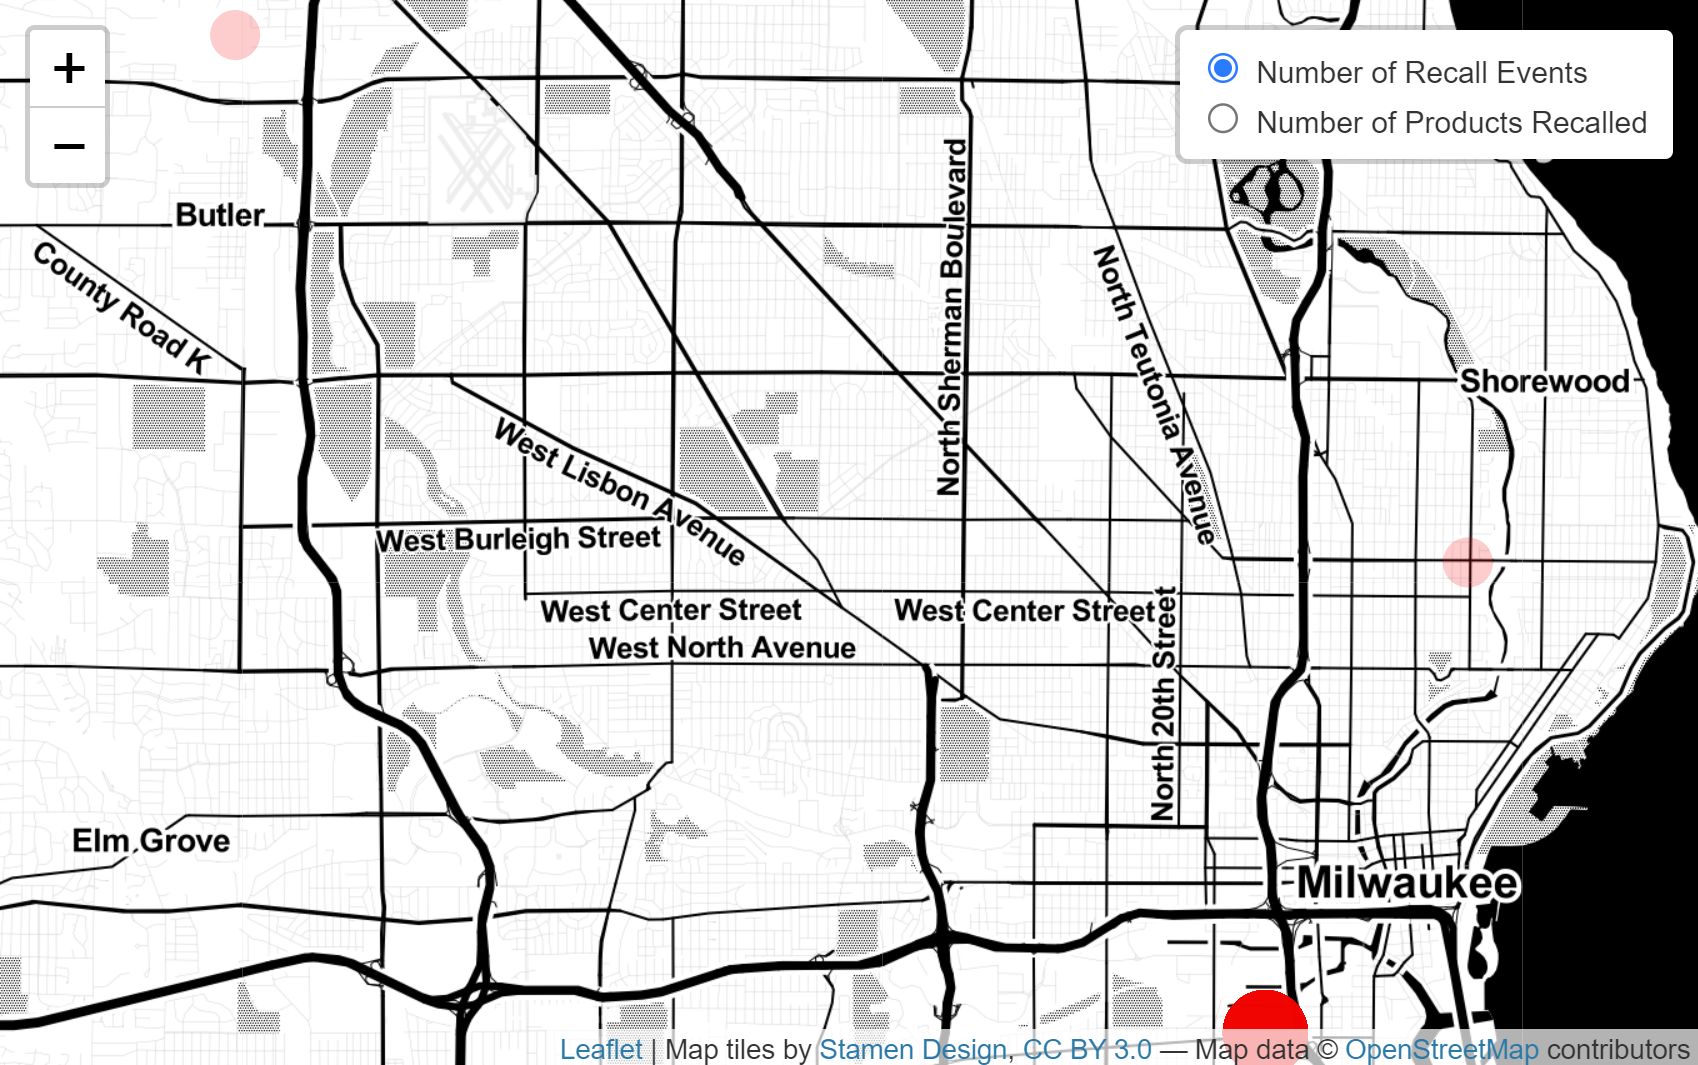 +
−
Number of Recall Events
Number of Products Recalled
Butler
County Road K
North Sherman Boulevard
North Teutonia Avenue
Shorewood
West Lisbon Avenue
West Burleigh Street
West Center Street
West Center Street
West North Avenue
North 20th Street
Elm Grove
Milwaukee
Leaflet | Map tiles by Stamen Design, CC BY 3.0 — Map data © OpenStreetMap contributors